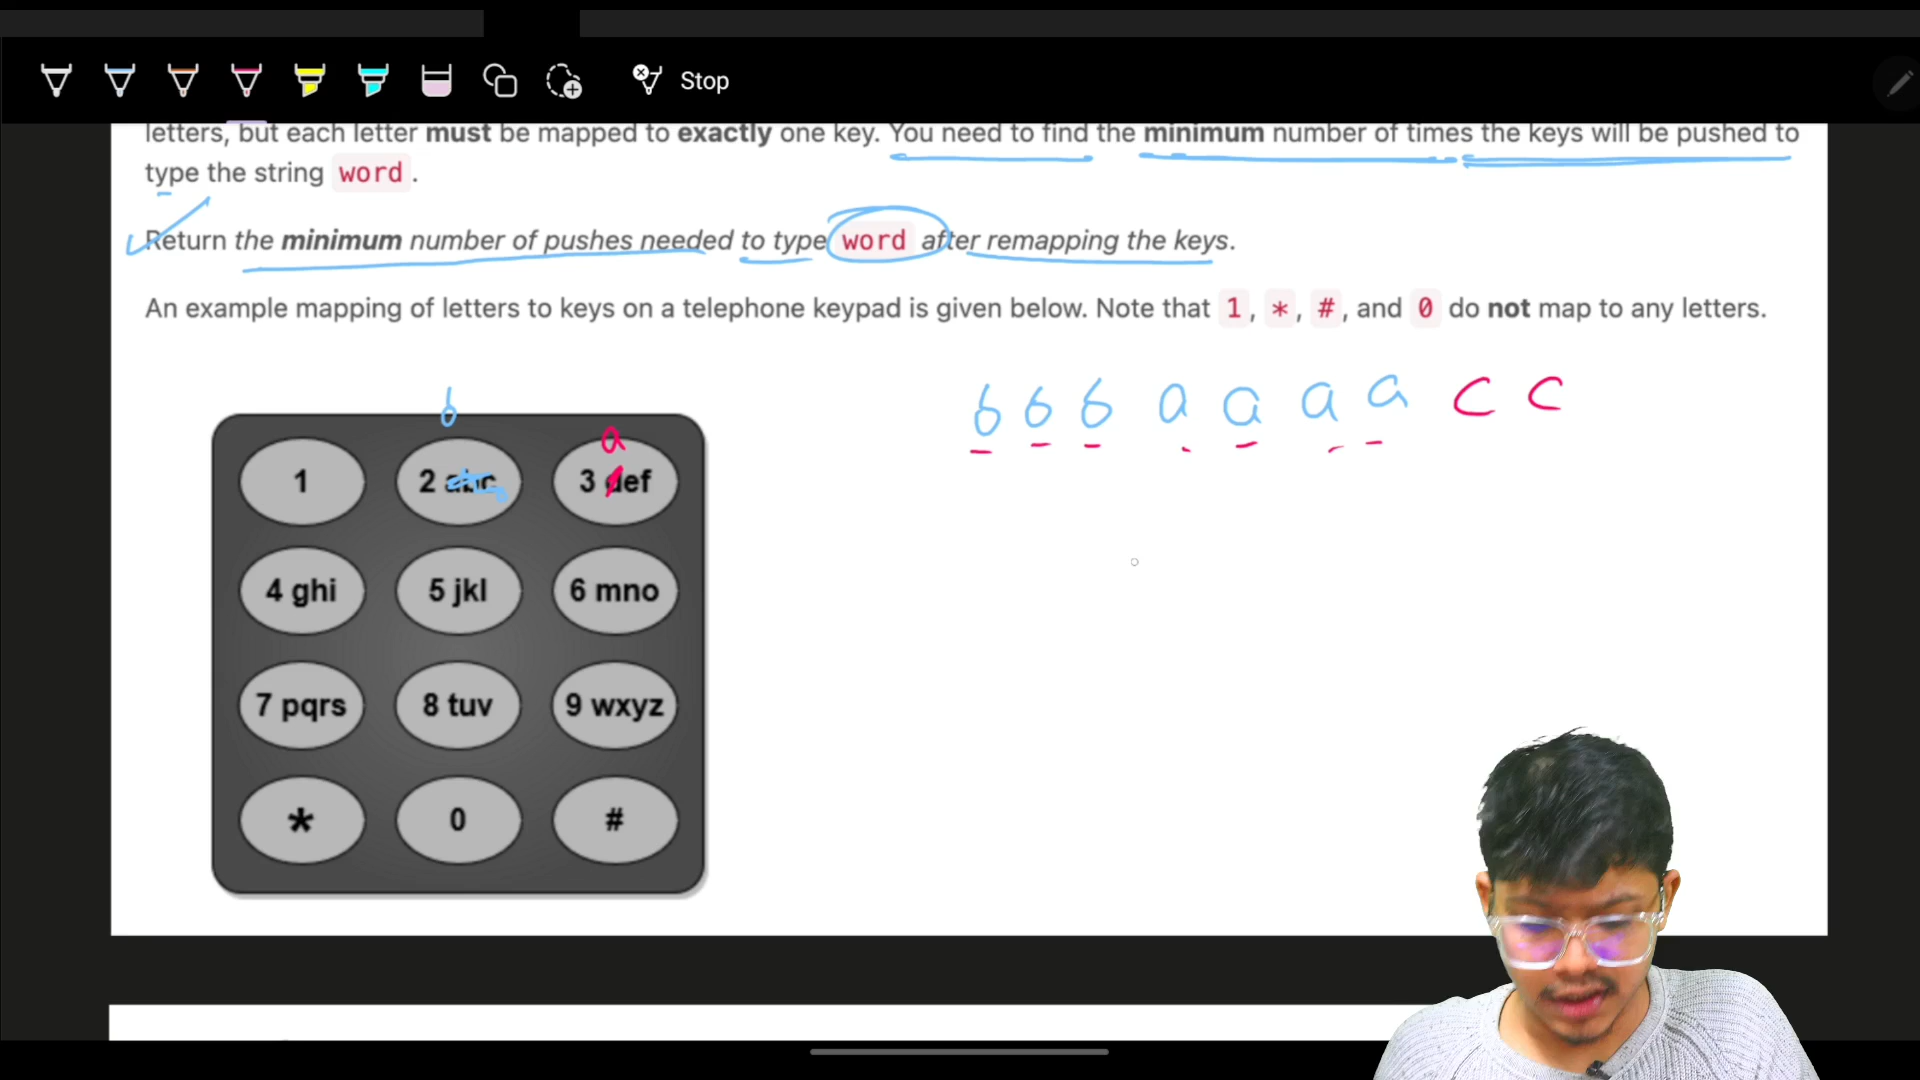 Stop
letters, but each letter must be mapped to exactly one key. You need to find the minimum number of times the keys will be pushed to
type the string word .
Return the minimum number of pushes needed to type word after remapping the keys.
An example mapping of letters to keys on a telephone keypad is given below. Note that 1, *, #, and 0 do not map to any letters.
b b b a a a a c c
b
a
1 2 abc 3 def
4 ghi 5 jkl 6 mno
7 pqrs 8 tuv 9 wxyz
* 0 #